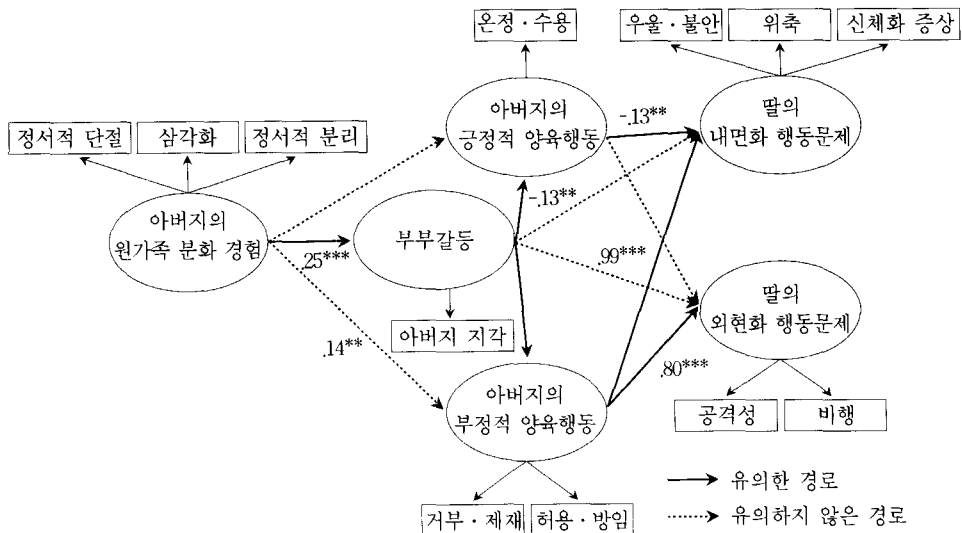 온정·수용
우울·불안
위축
신체화 증상
아버지의
긍정적 양육행동
-.13**
딸의
내면화 행동문제
정서적 단절
삼각화
정서적 분리
-.13**
아버지의
원가족 분화 경험
부부갈등
.25***
.99***
딸의
외현화 행동문제
아버지 지각
.14**
.80***
아버지의
부정적 양육행동
공격성
비행
유의한 경로
거부·제재
허용·방임
유의하지 않은 경로